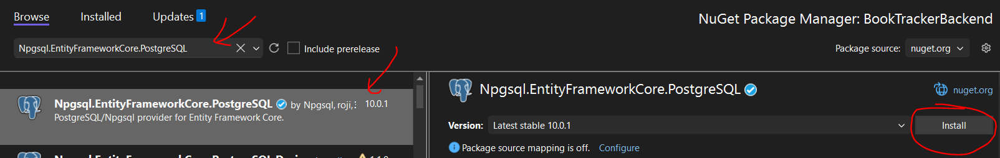 Browse
Installed
Updates 1
NuGet Package Manager: BookTrackerBackend
Npgsql.EntityFrameworkCore.PostgreSQL
Include prerelease
Package source: nuget.org
Npgsql.EntityFrameworkCore.PostgreSQL by Npgsql, roji, 10.0.1
PostgreSQL/Npgsql provider for Entity Framework Core.
Npgsql.EntityFrameworkCore.PostgreSQL
nuget.org
Version: Latest stable 10.0.1
Install
Package source mapping is off. Configure